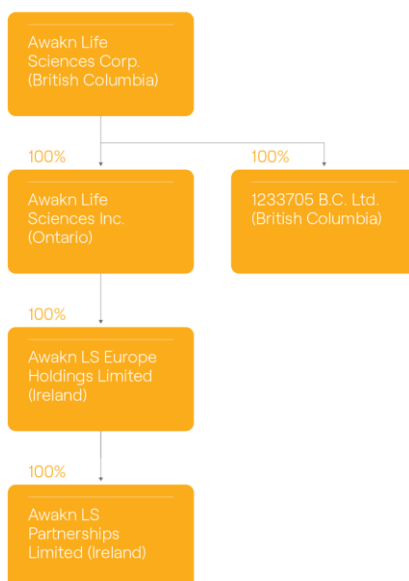 Awakn Life
Sciences Corp.
(British Columbia)
100%
100%
Awakn Life
Sciences Inc.
(Ontario)
1233705 B.C. Ltd.
(British Columbia)
100%
Awakn LS Europe
Holdings Limited
(Ireland)
100%
Awakn LS
Partnerships
Limited (Ireland)